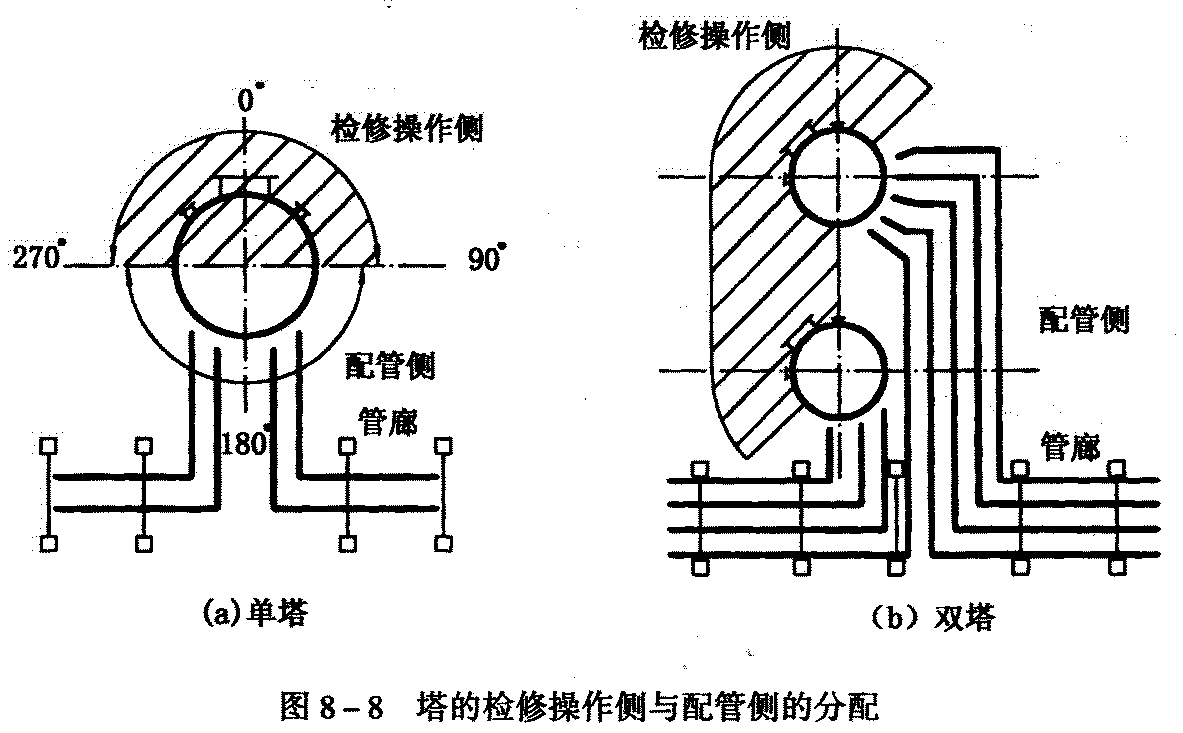 0°
检修操作侧
270°
90°
配管侧
管廊
180°
(a)单塔
检修操作侧
配管侧
管廊
（b）双塔
图 8-8 塔的检修操作侧与配管侧的分配